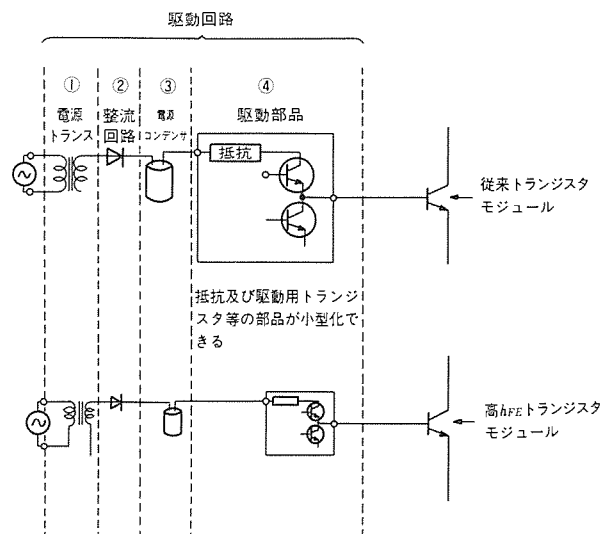 駆動回路
① ② ③ ④
電源
トランス
整流
回路
電源
コンデンサ
駆動部品
抵抗
従来トランジスタ
モジュール
抵抗及び駆動用トランジ
スタ等の部品が小型化で
きる
高hFEトランジスタ
モジュール